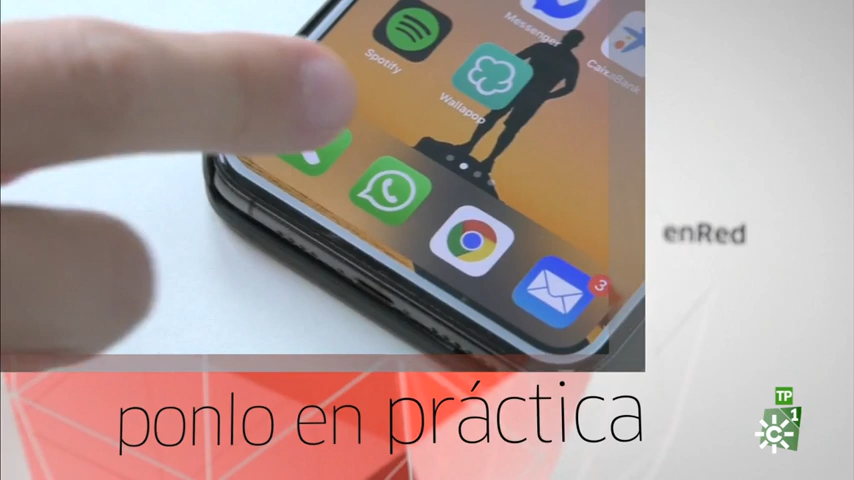 Messenger
Spotify
CaixaBank
Wallapop
3
enRed
ponlo en práctica
TP
1
C